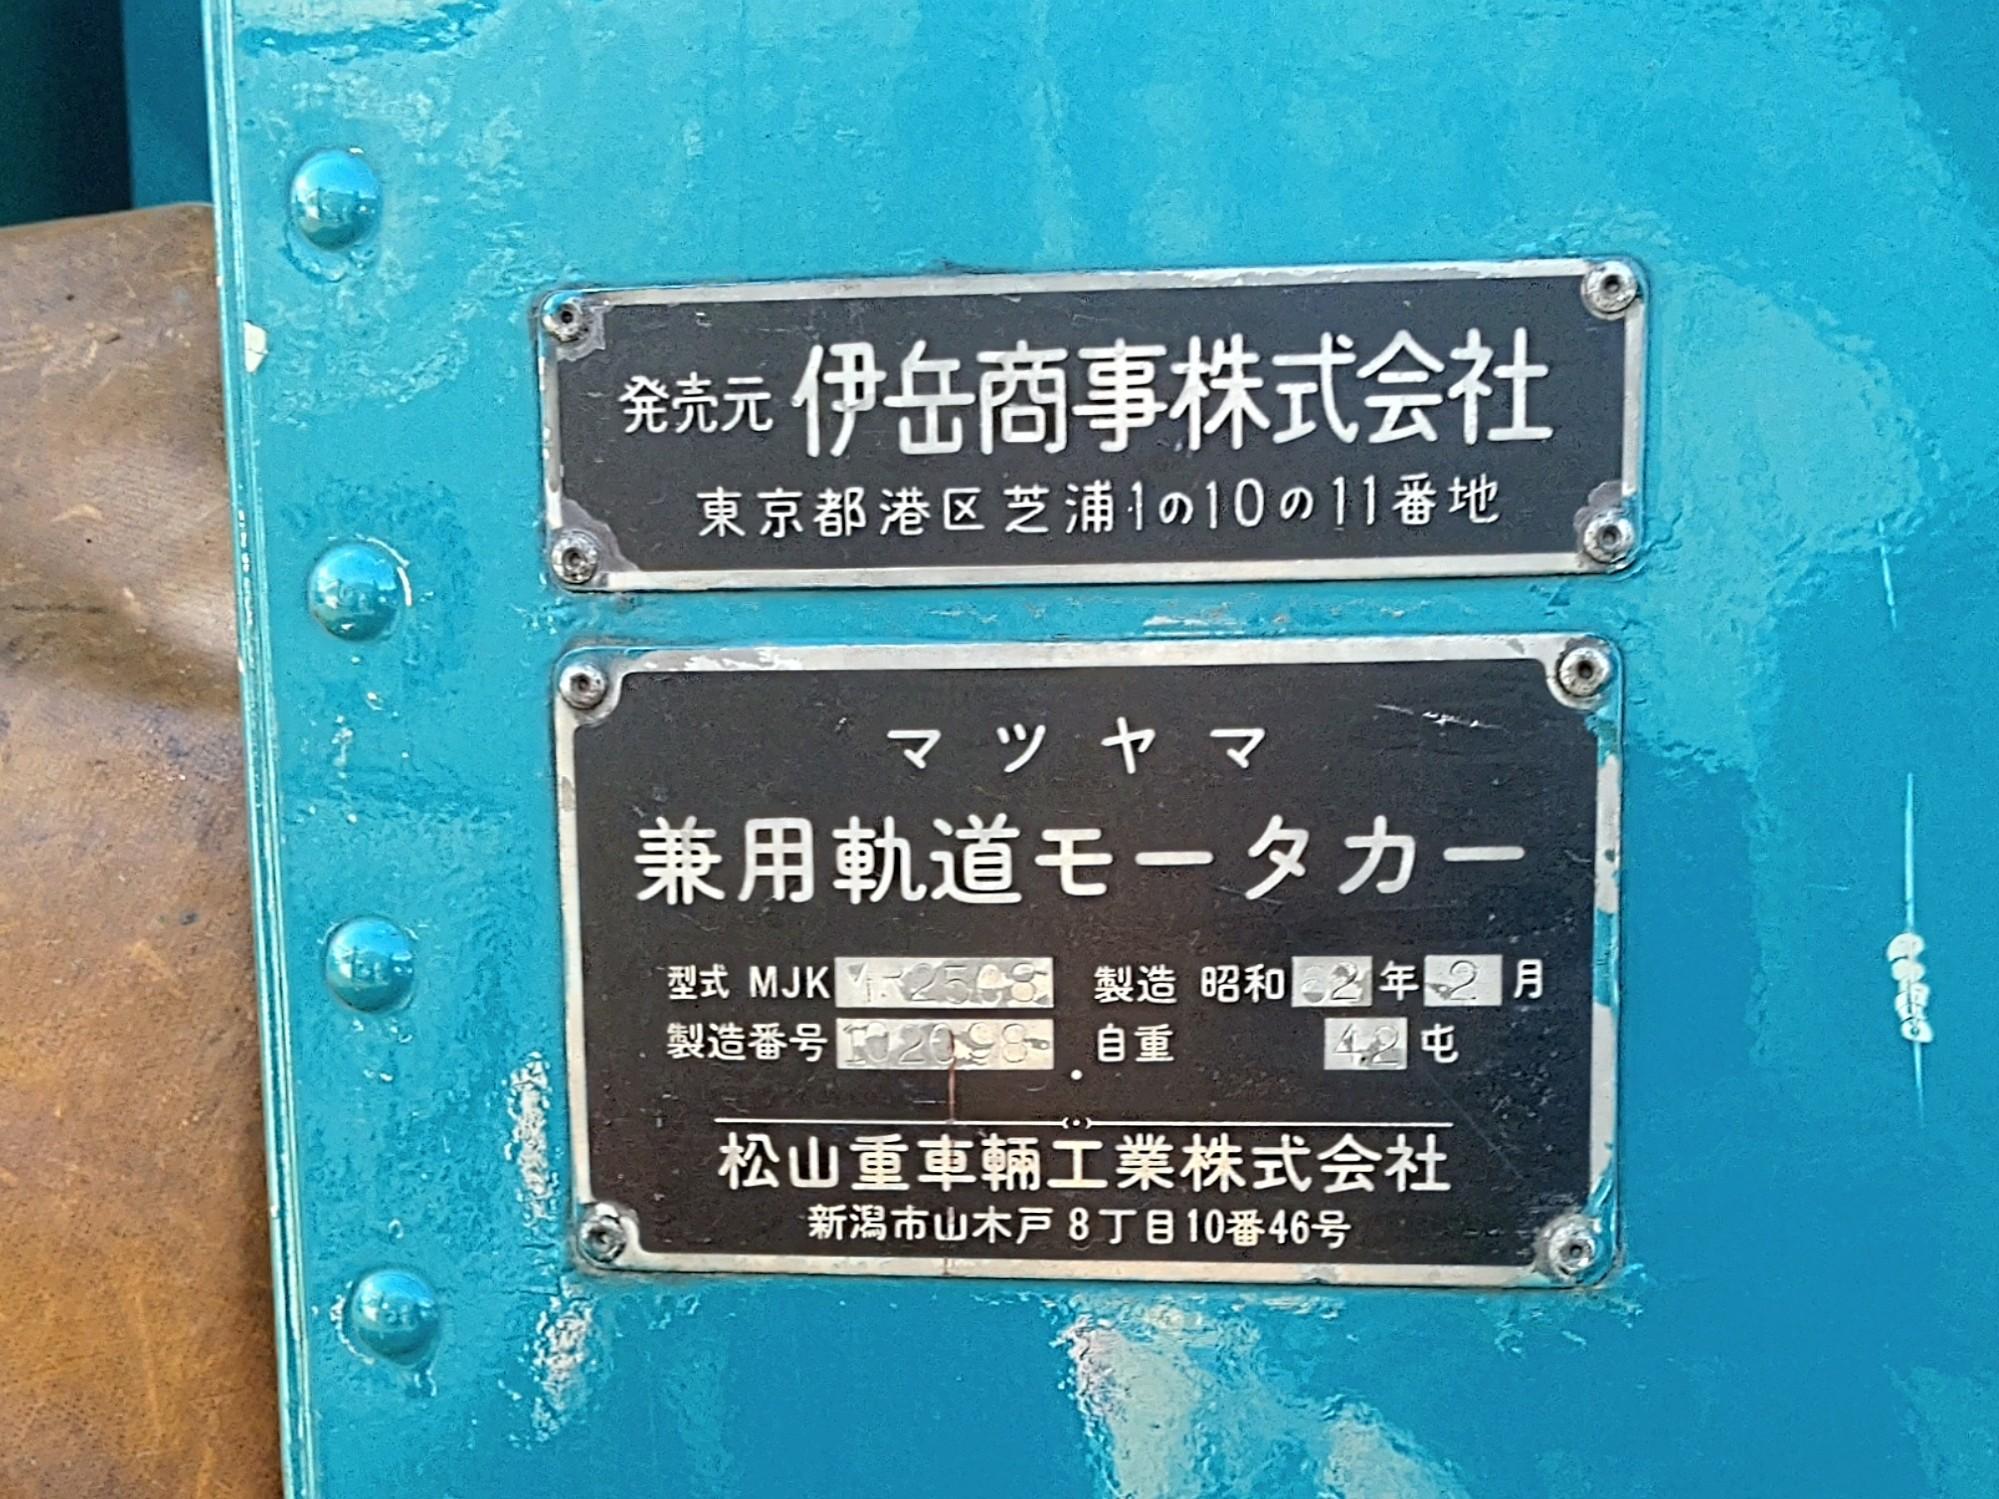 発売元 伊岳商事株式会社
東京都港区芝浦1の10の11番地
マツヤマ
兼用軌道モータカー
型式 MJK 製造 昭和 年 2 月
製造番号 自重 42 屯
松山重車輛工業株式会社
新潟市山木戸8丁目10番46号